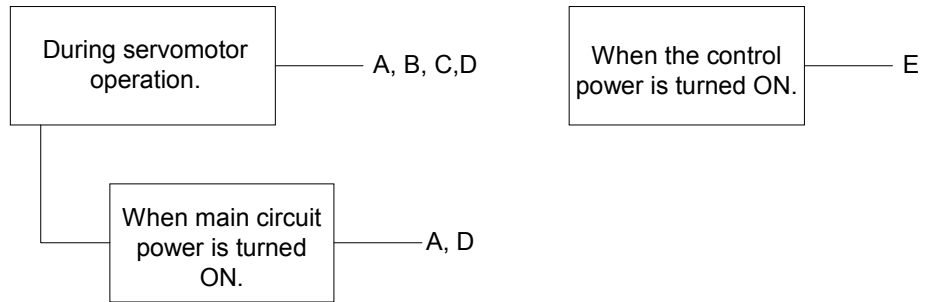 During servomotor
operation.
A, B, C,D
When the control
power is turned ON.
E
When main circuit
power is turned
ON.
A, D